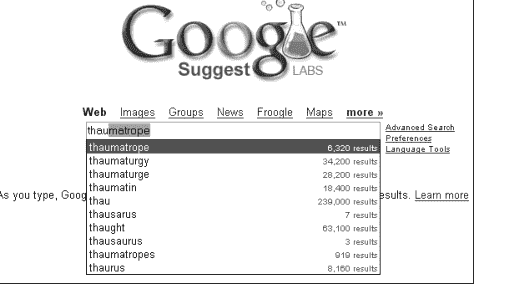 Google™
Suggest LABS
Web Images Groups News Froogle Maps more »
thaumatrope
Advanced Search
Preferences
Language Tools
thaumatrope 6,320 results
thaumaturgy 34,200 results
thaumaturge 28,200 results
thaumatin 18,400 results
thau 239,000 results
thausarus 7 results
thaught 63,100 results
thausaurus 3 results
thaumatropes 919 results
thaurus 8,160 results
As you type, Goog esults. Learn more